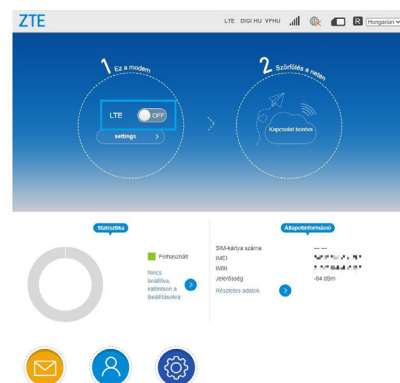 ZTE
LTE DIGI HU VFHU R Hungarian
1 Ez a modem
2 Szörfölés a neten
LTE OFF
settings >
Kapcsolat bontva
Statisztika
Állapotinformáció
Felhasznált
Nincs
beállítva,
kattintson a
Beállításokra
SIM-kártya száma — —
IMEI
IMSI
Jelerősség -84 dBm
Részletes adatok